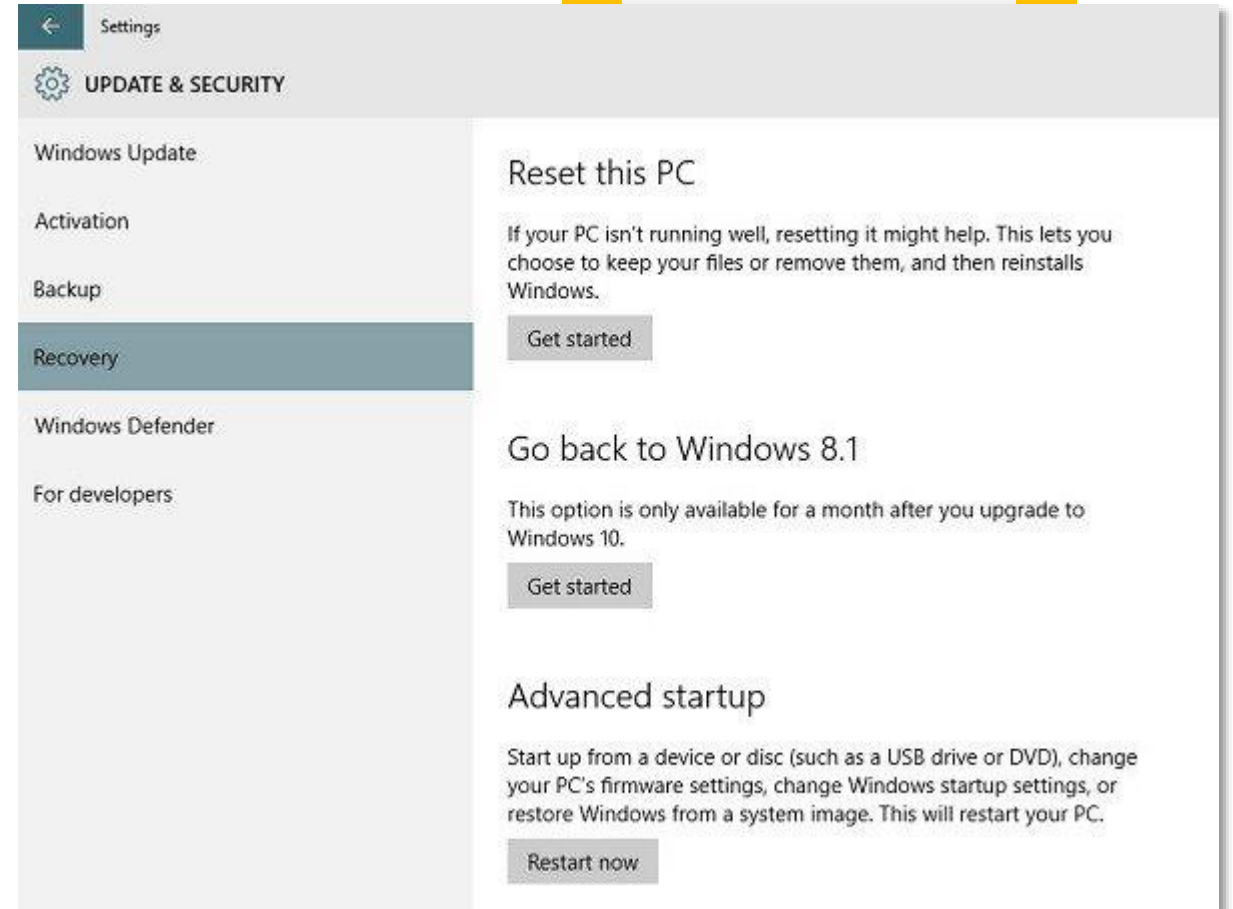 Settings
UPDATE & SECURITY
Windows Update
Activation
Backup
Recovery
Windows Defender
For developers
Reset this PC
If your PC isn't running well, resetting it might help. This lets you
choose to keep your files or remove them, and then reinstalls
Windows.
Get started
Go back to Windows 8.1
This option is only available for a month after you upgrade to
Windows 10.
Get started
Advanced startup
Start up from a device or disc (such as a USB drive or DVD), change
your PC's firmware settings, change Windows startup settings, or
restore Windows from a system image. This will restart your PC.
Restart now